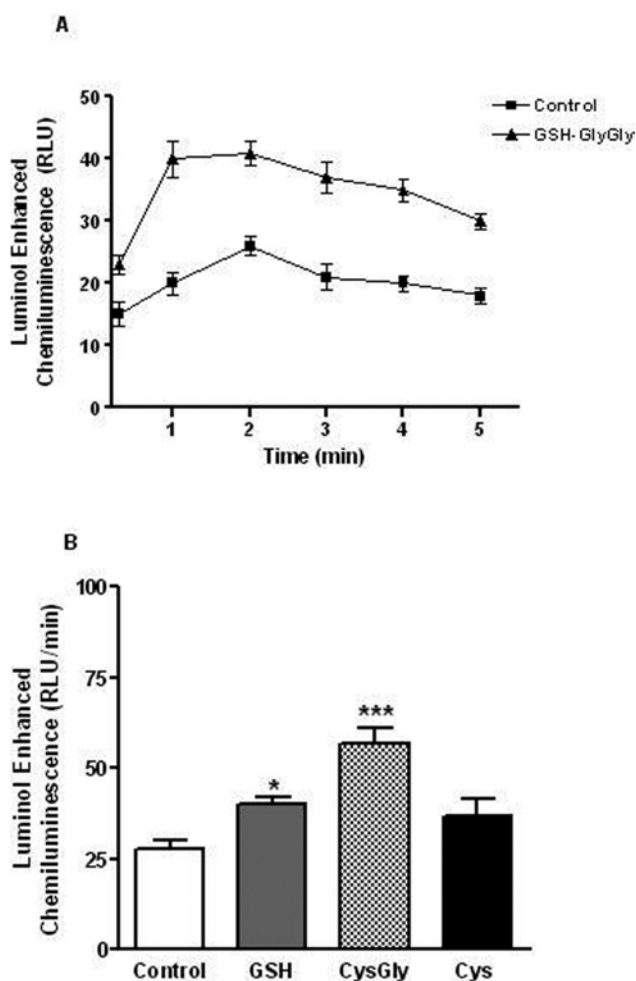 A
Luminol Enhanced
Chemiluminescence (RLU)
50
40
30
20
10
0
1 2 3 4 5
Time (min)
Control
GSH-GlyGly
B
Luminol Enhanced
Chemiluminescence (RLU/min)
100
75
50
25
0
*
***
Control GSH CysGly Cys